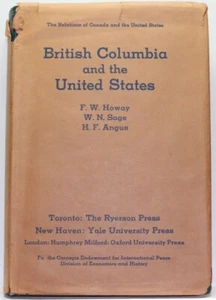 The Relations of Canada and the United States
British Columbia
and the
United States
F. W. Howay
W. N. Sage
H. F. Angus
Toronto: The Ryerson Press
New Haven: Yale University Press
London: Humphrey Milford: Oxford University Press
For the Carnegie Endowment for International Peace
Division of Economics and History